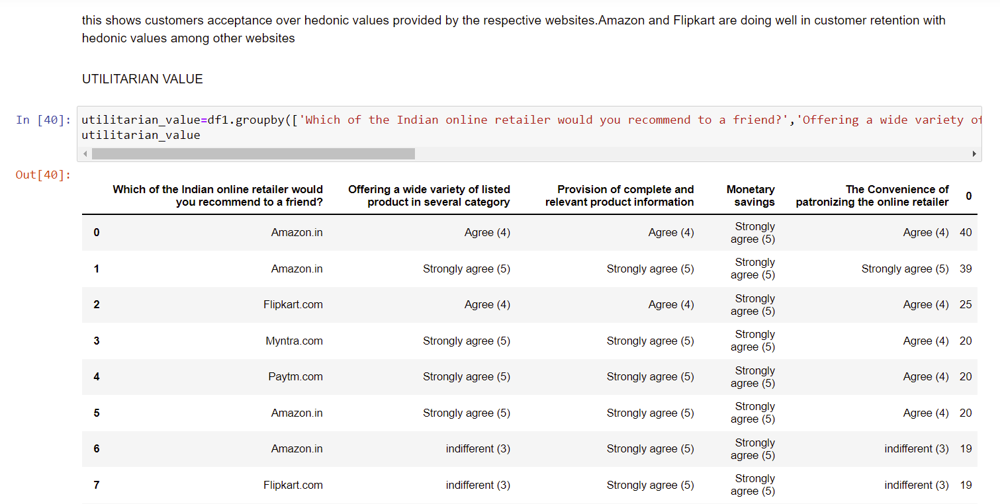 this shows customers acceptance over hedonic values provided by the respective websites.Amazon and Flipkart are doing well in customer retention with
hedonic values among other websites
UTILITARIAN VALUE
In [40]: utilitarian_value=df1.groupby(['Which of the Indian online retailer would you recommend to a friend?','Offering a wide variety of
utilitarian_value
Out[40]:
Which of the Indian online retailer would you recommend to a friend? Offering a wide variety of listed product in several category Provision of complete and relevant product information Monetary savings The Convenience of patronizing the online retailer 0
0 Amazon.in Agree (4) Agree (4) Strongly agree (5) Agree (4) 40
1 Amazon.in Strongly agree (5) Strongly agree (5) Strongly agree (5) Strongly agree (5) 39
2 Flipkart.com Agree (4) Agree (4) Strongly agree (5) Agree (4) 25
3 Myntra.com Strongly agree (5) Strongly agree (5) Strongly agree (5) Agree (4) 20
4 Paytm.com Strongly agree (5) Strongly agree (5) Strongly agree (5) Agree (4) 20
5 Amazon.in Strongly agree (5) Strongly agree (5) Strongly agree (5) Agree (4) 20
6 Amazon.in indifferent (3) Strongly agree (5) Strongly agree (5) indifferent (3) 19
7 Flipkart.com indifferent (3) Strongly agree (5) Strongly agree (5) indifferent (3) 19